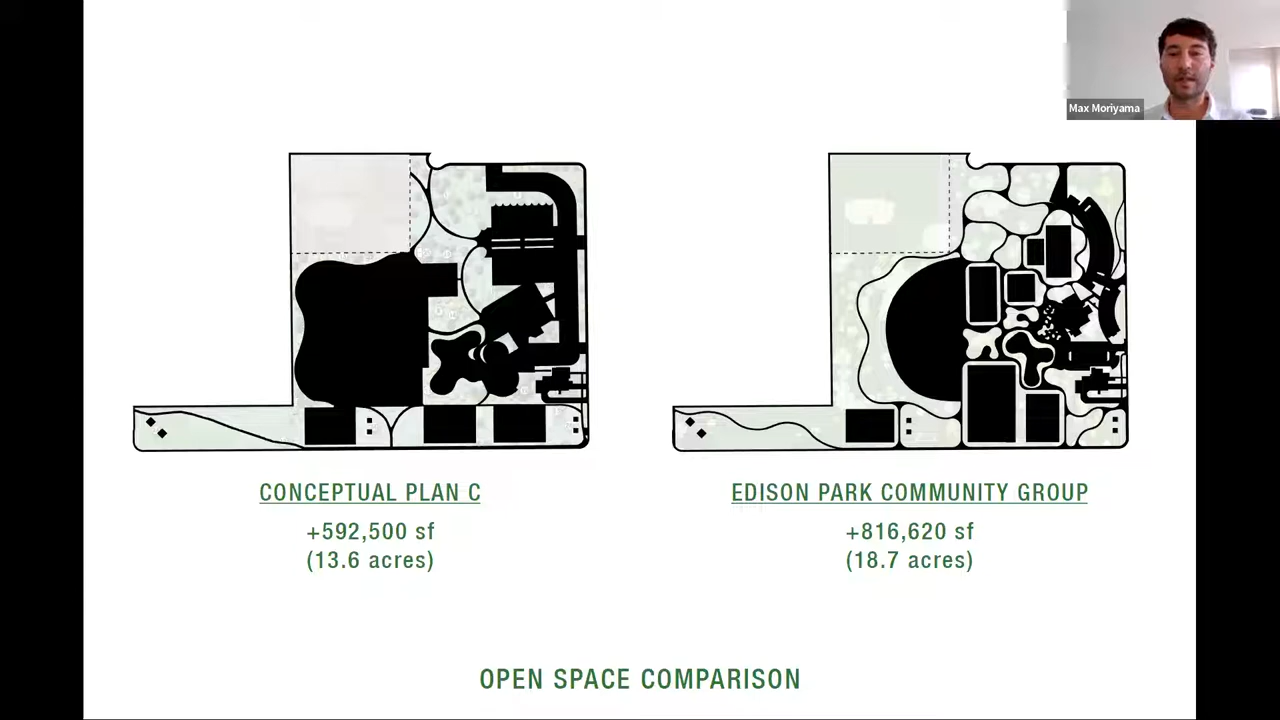 Max Moriyama
CONCEPTUAL PLAN C
+592,500 sf
(13.6 acres)
EDISON PARK COMMUNITY GROUP
+816,620 sf
(18.7 acres)
OPEN SPACE COMPARISON